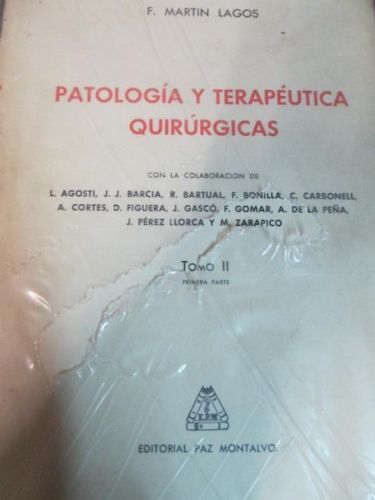 F. MARTIN LAGOS
PATOLOGÍA Y TERAPÉUTICA
QUIRÚRGICAS
CON LA COLABORACION DE
L. AGOSTI, J. J. BARCIA, R. BARTUAL, F. BONILLA, C. CARBONELL,
A. CORTES, D. FIGUERA, J. GASCÓ, F. GOMAR, A. DE LA PEÑA,
J. PÉREZ LLORCA Y M. ZARAPICO
TOMO II
PRIMERA PARTE
EDITORIAL PAZ MONTALVO